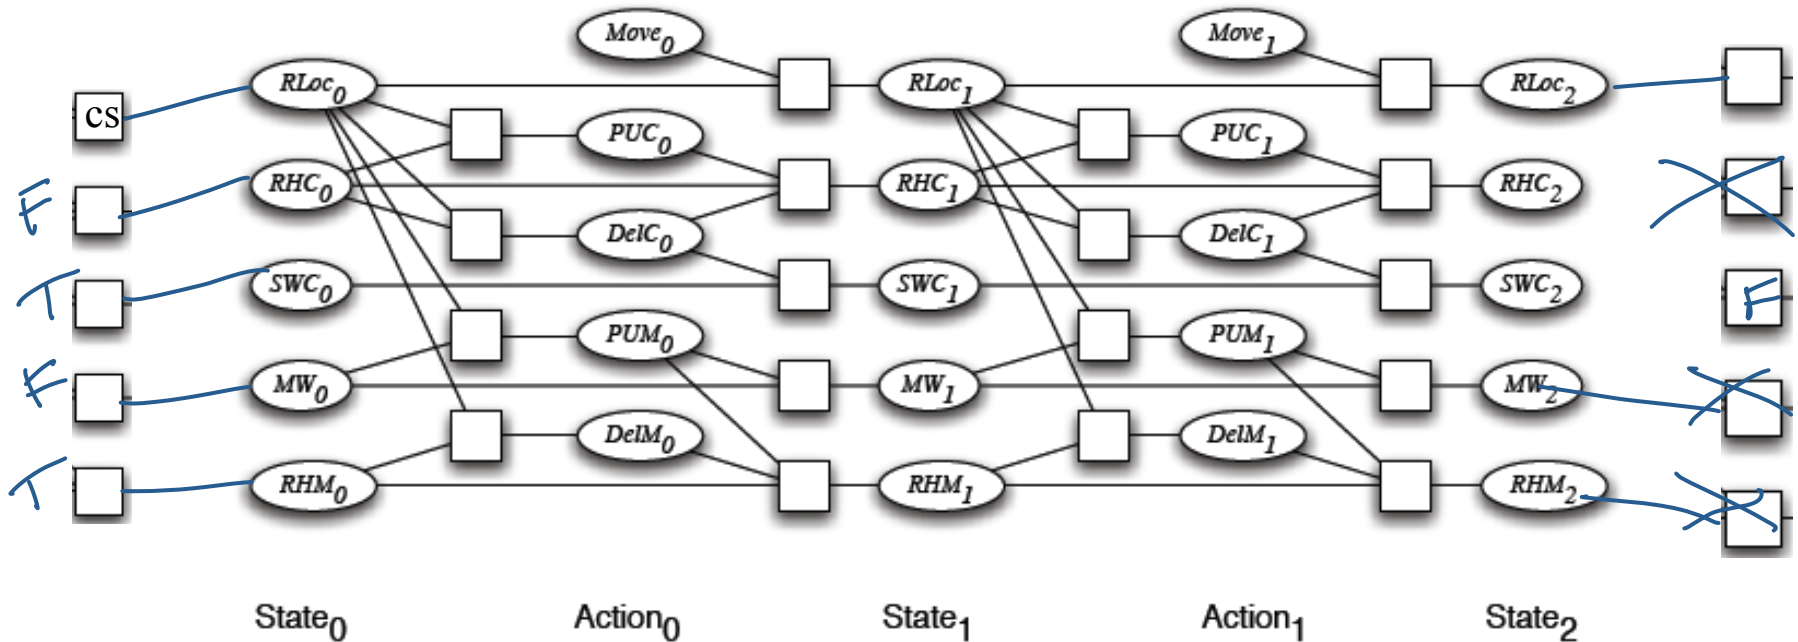 Move0 Move1
RLoc0 RLoc1 RLoc2
cs
PUC0 PUC1
F RHC0 RHC1 RHC2
DelC0 DelC1
T SWC0 SWC1 SWC2 F
PUM0 PUM1
F MW0 MW1 MW2
DelM0 DelM1
T RHM0 RHM1 RHM2
State0 Action0 State1 Action1 State2